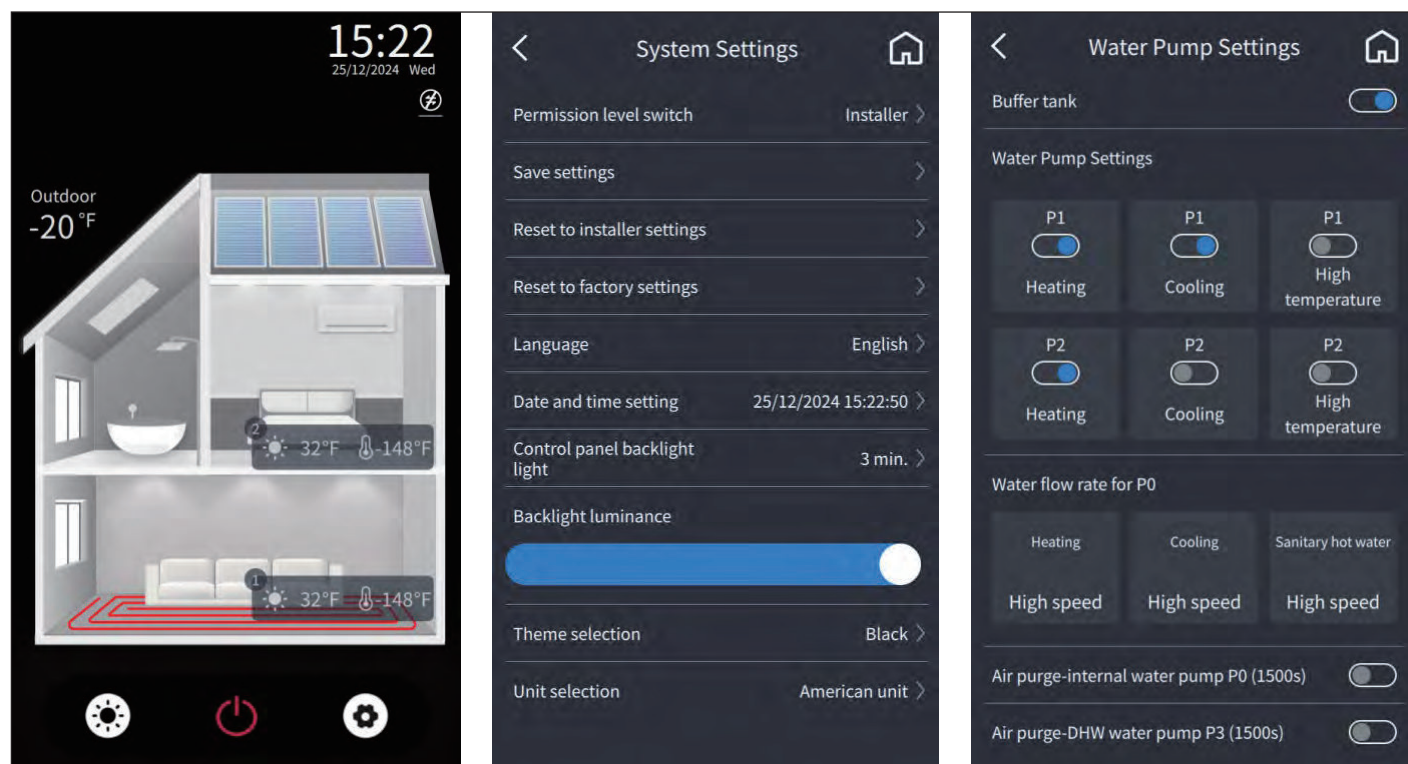 15:22
25/12/2024 Wed
Outdoor
-20 °F
2
32°F -148°F
1
32°F -148°F
System Settings
Permission level switch Installer
Save settings
Reset to installer settings
Reset to factory settings
Language English
Date and time setting 25/12/2024 15:22:50
Control panel backlight
light 3 min.
Backlight luminance
Theme selection Black
Unit selection American unit
Water Pump Settings
Buffer tank
Water Pump Settings
P1 P1 P1
Heating Cooling High
temperature
P2 P2 P2
Heating Cooling High
temperature
Water flow rate for P0
Heating Cooling Sanitary hot water
High speed High speed High speed
Air purge-internal water pump P0 (1500s)
Air purge-DHW water pump P3 (1500s)